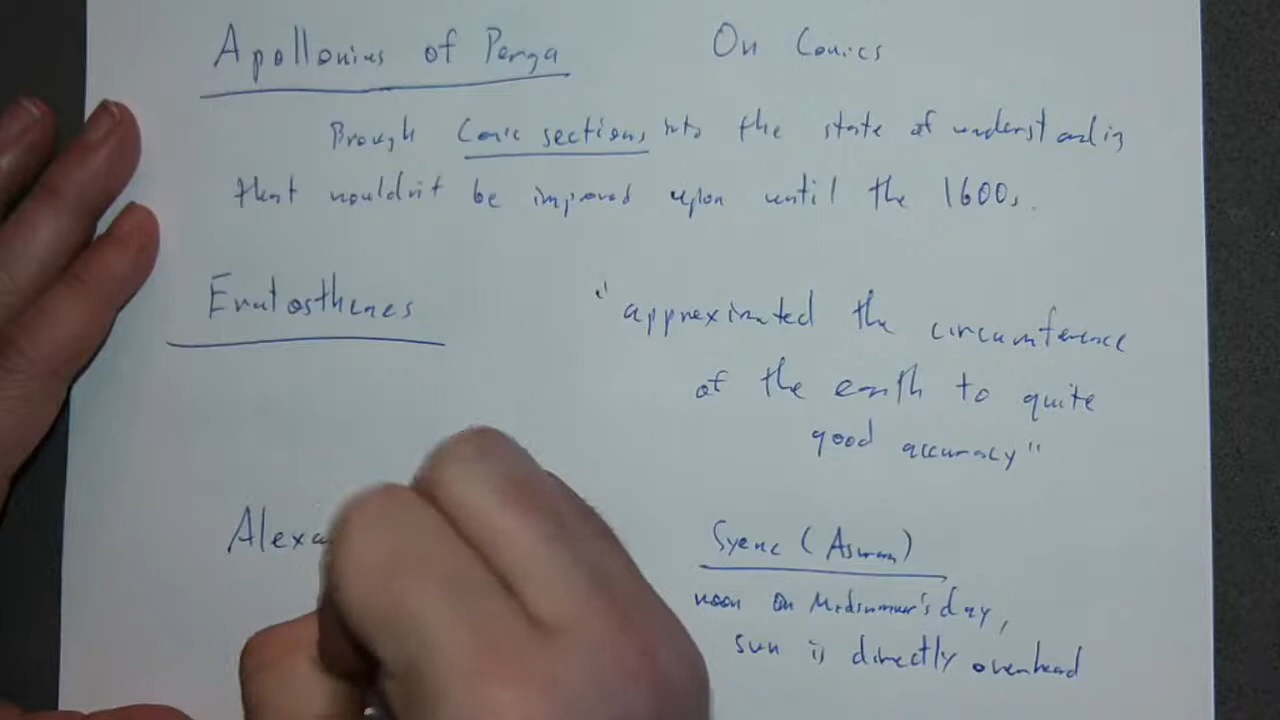 Apollonius of Perga On Conics
Brough Conic sections into the state of understanding
that wouldn't be improved upon until the 1600s.
Eratosthenes "approximated the circumference
of the earth to quite
good accuracy"
Alexa Syene (Aswan)
noon on Midsummer's day,
sun is directly overhead